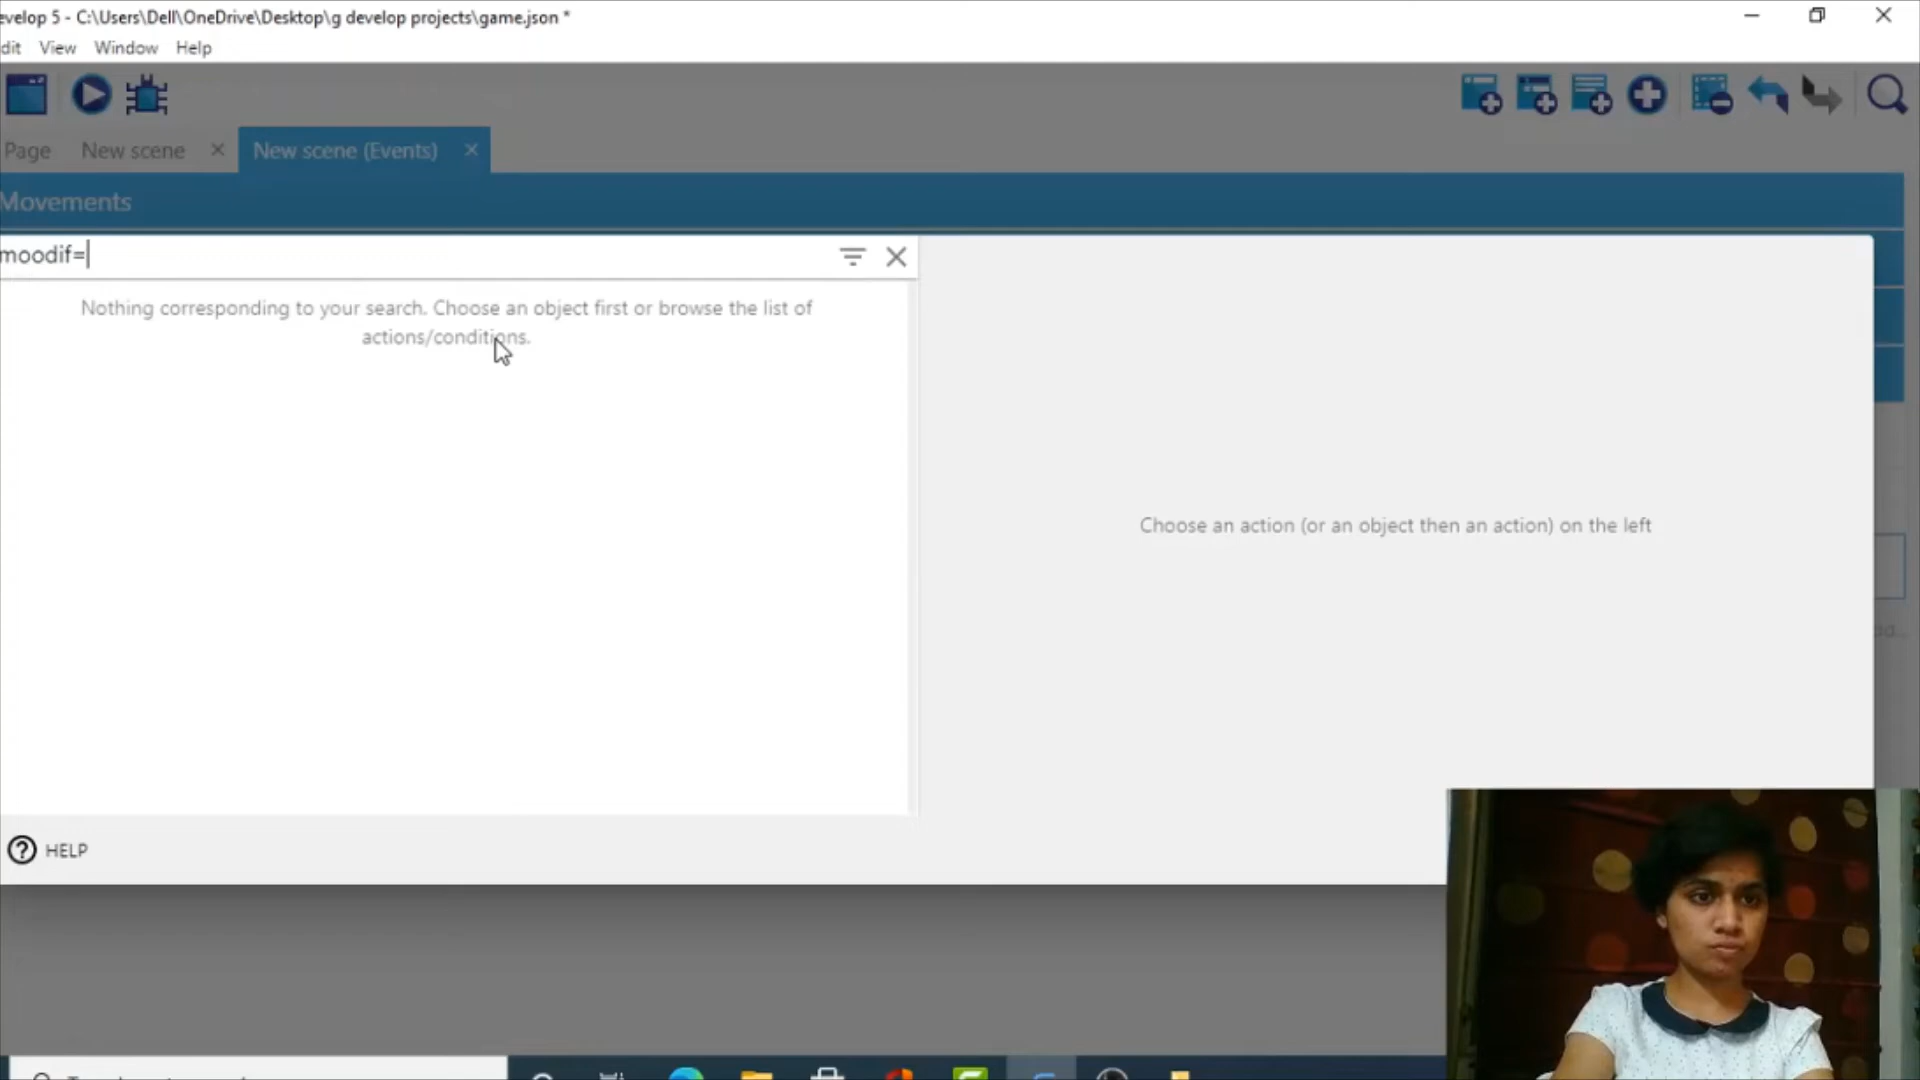 evelop 5 - C:\Users\Dell\OneDrive\Desktop\g develop projects\game.json *
dit View Window Help
Page New scene New scene (Events)
Movements
moodif=
Nothing corresponding to your search. Choose an object first or browse the list of
actions/conditions.
Choose an action (or an object then an action) on the left
HELP